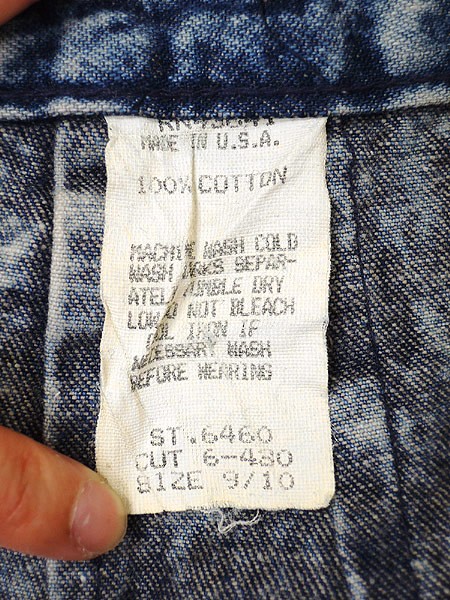 MADE IN U.S.A.
100% COTTON
MACHINE WASH COLD
WASH DARKS SEPAR-
ATELY TUMBLE DRY
LOW DO NOT BLEACH
COOL IRON IF
NECESSARY WASH
BEFORE WEARING
ST.6460
CUT 6-430
SIZE 9/10